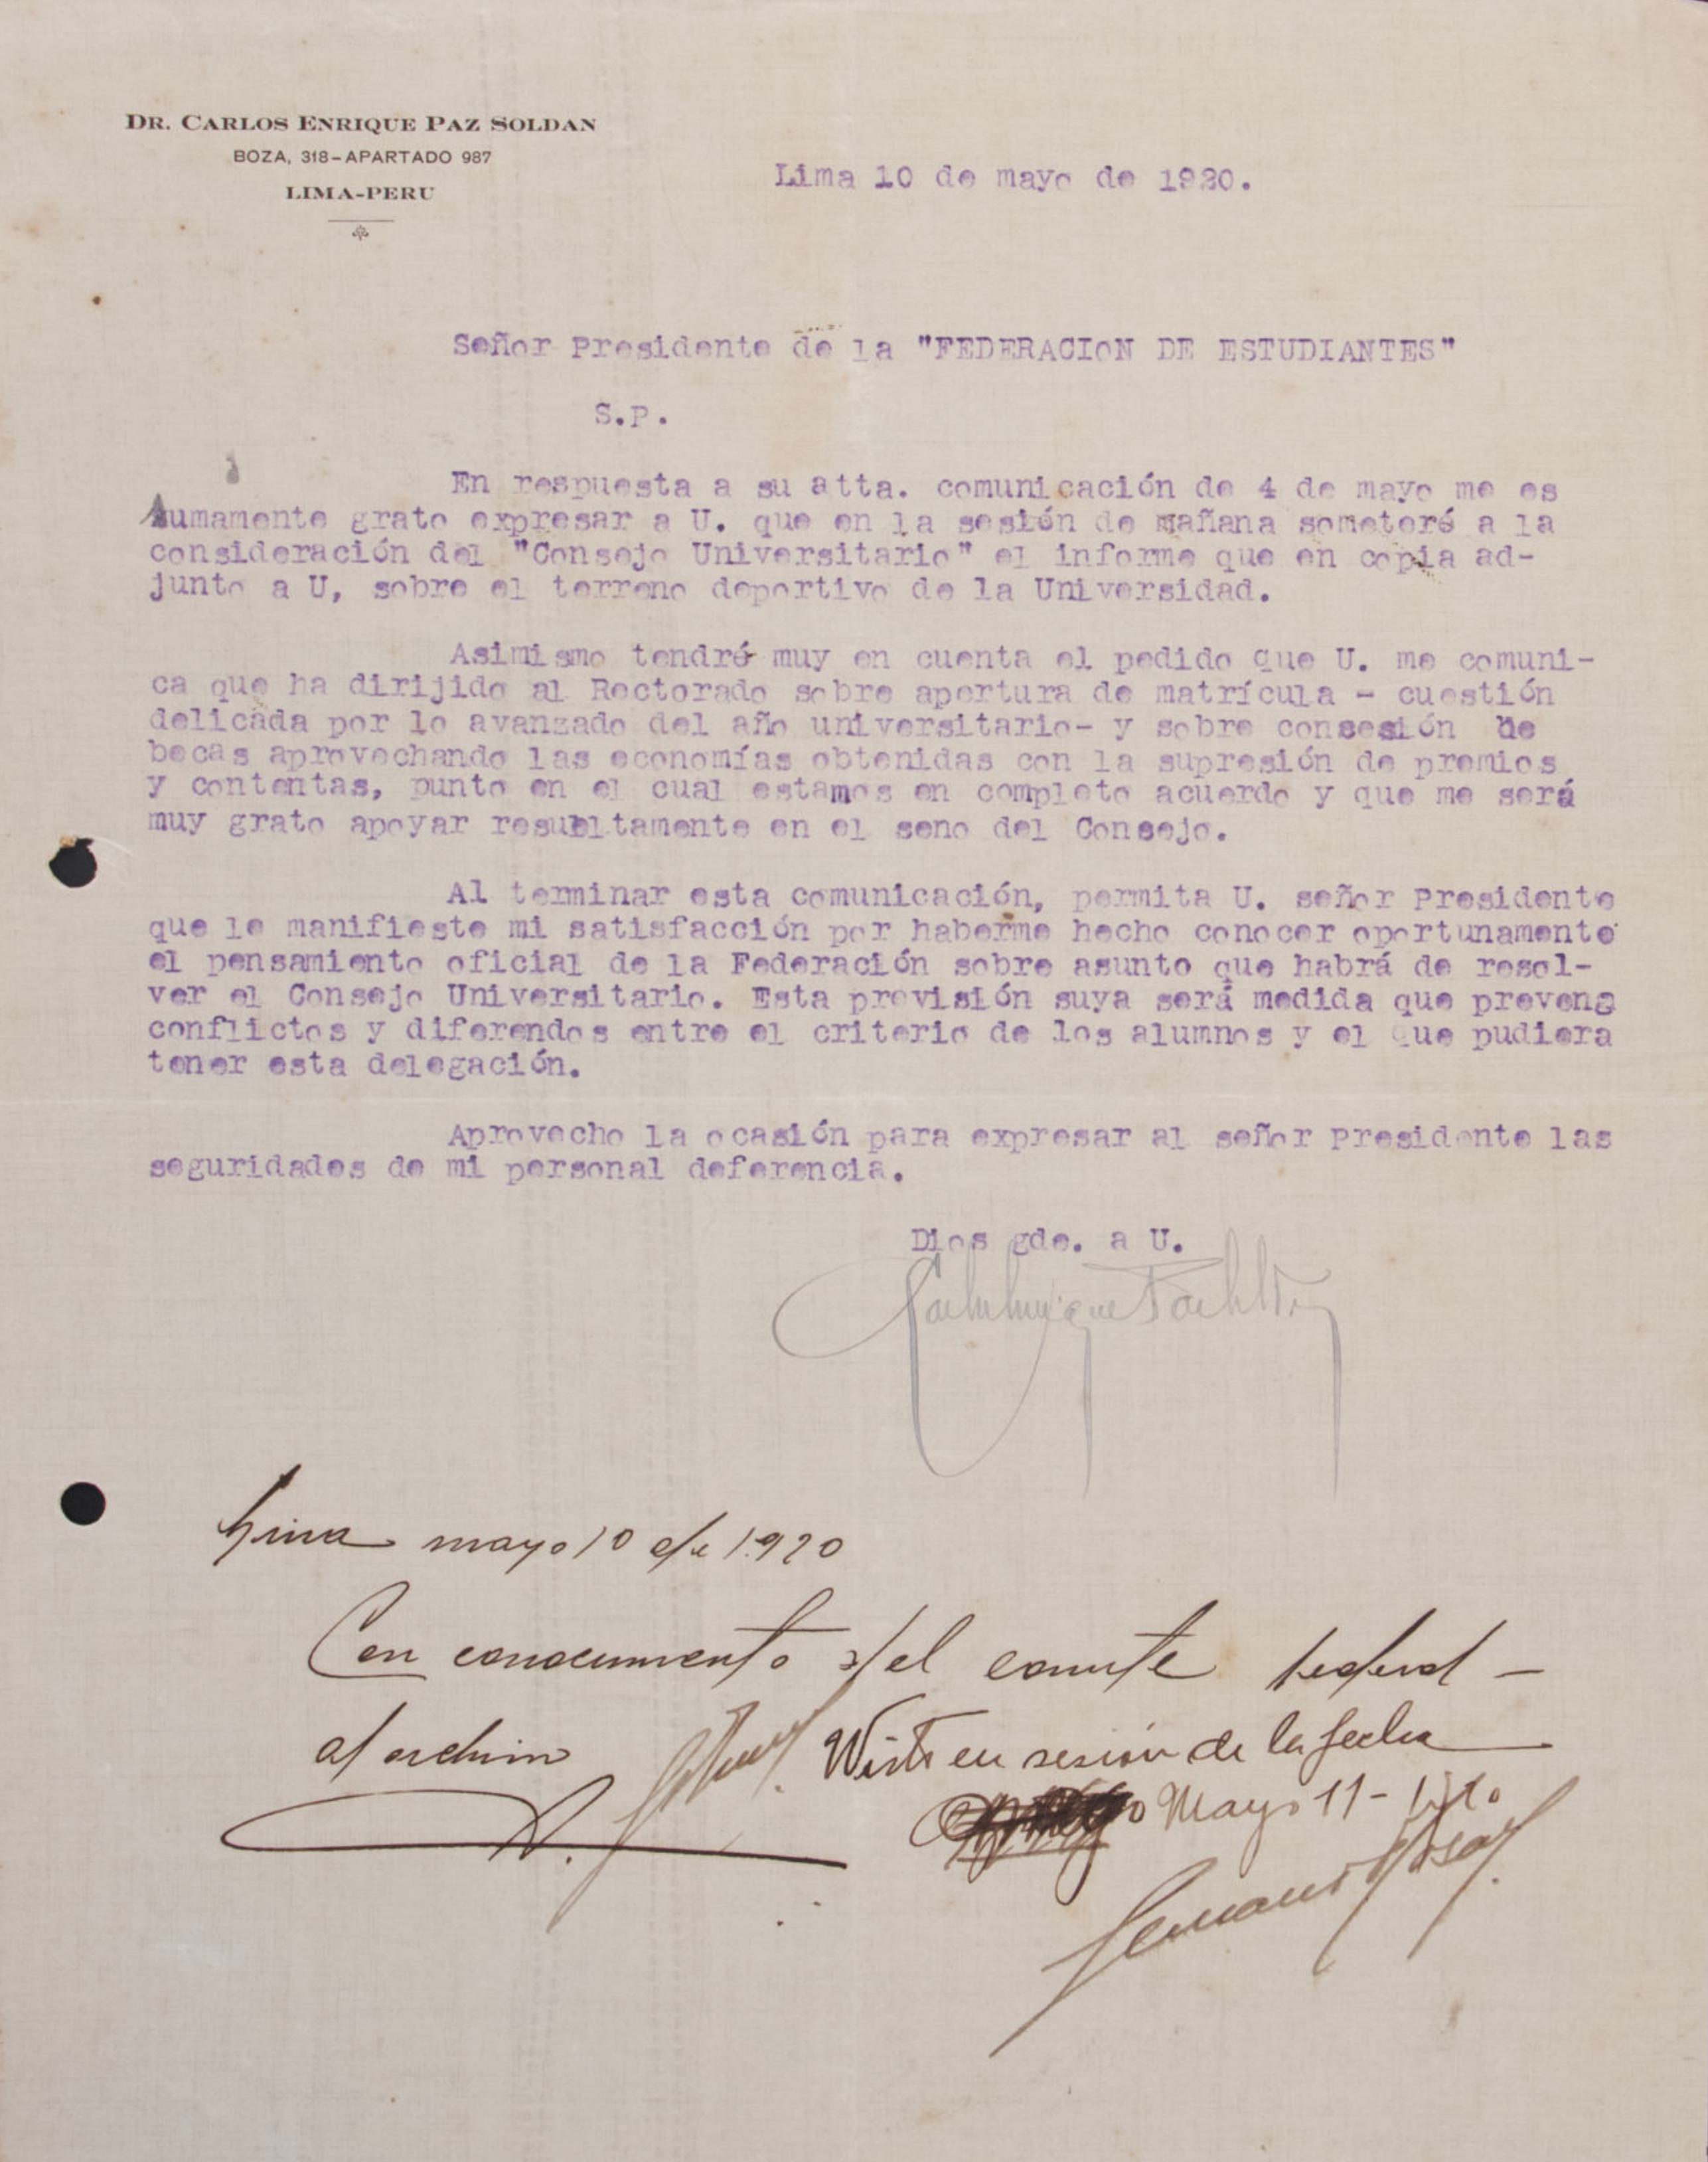 DR. CARLOS ENRIQUE PAZ SOLDAN
BOZA, 318-APARTADO 987
LIMA-PERU
Lima 10 de mayo de 1920.
Señor Presidente de la "FEDERACION DE ESTUDIANTES"
S.P.
En respuesta a su atta. comunicación de 4 de mayo me es
sumamente grato expresar a U. que en la sesión de mañana someteré a la
consideración del "Consejo Universitario" el informe que en copia ad-
junto a U, sobre el terreno deportivo de la Universidad.
Asimismo tendré muy en cuenta el pedido que U. me comuni-
ca que ha dirijido al Rectorado sobre apertura de matrícula - cuestión
delicada por lo avanzado del año universitario- y sobre consesión de
becas aprovechando las economías obtenidas con la supresión de premios
y contentas, punto en el cual estamos en completo acuerdo y que me será
muy grato apoyar resueltamente en el seno del Consejo.
Al terminar esta comunicación, permita U. señor Presidente
que le manifieste mi satisfacción por haberme hecho conocer oportunamente
el pensamiento oficial de la Federación sobre asunto que habrá de resol-
ver el Consejo Universitario. Esta previsión suya será medida que preveng
conflictos y diferendos entre el criterio de los alumnos y el que pudiera
tener esta delegación.
Aprovecho la ocasión para expresar al señor Presidente las
seguridades de mi personal deferencia.
Dios gde. a U.
Lima mayo 10 de 1920
Con conocimiento del comite federal -
al archivo
Visto en sesión de la fecha
Mayo 11-